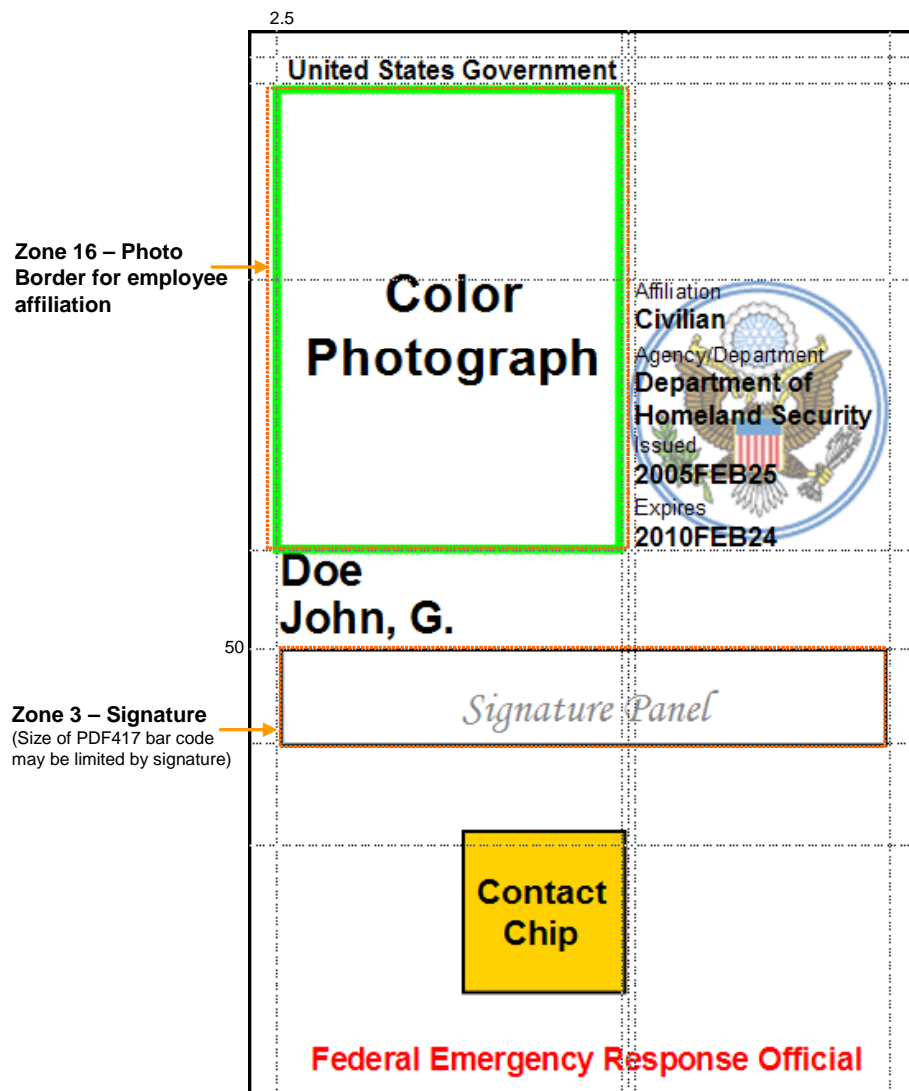 2.5
United States Government
Zone 16 – Photo
Border for employee
affiliation
Color
Photograph
Affiliation
Civilian
Agency/Department
Department of
Homeland Security
Issued
2005FEB25
Expires
2010FEB24
Doe
John, G.
50
Zone 3 – Signature
(Size of PDF417 bar code
may be limited by signature)
Signature Panel
Contact
Chip
Federal Emergency Response Official